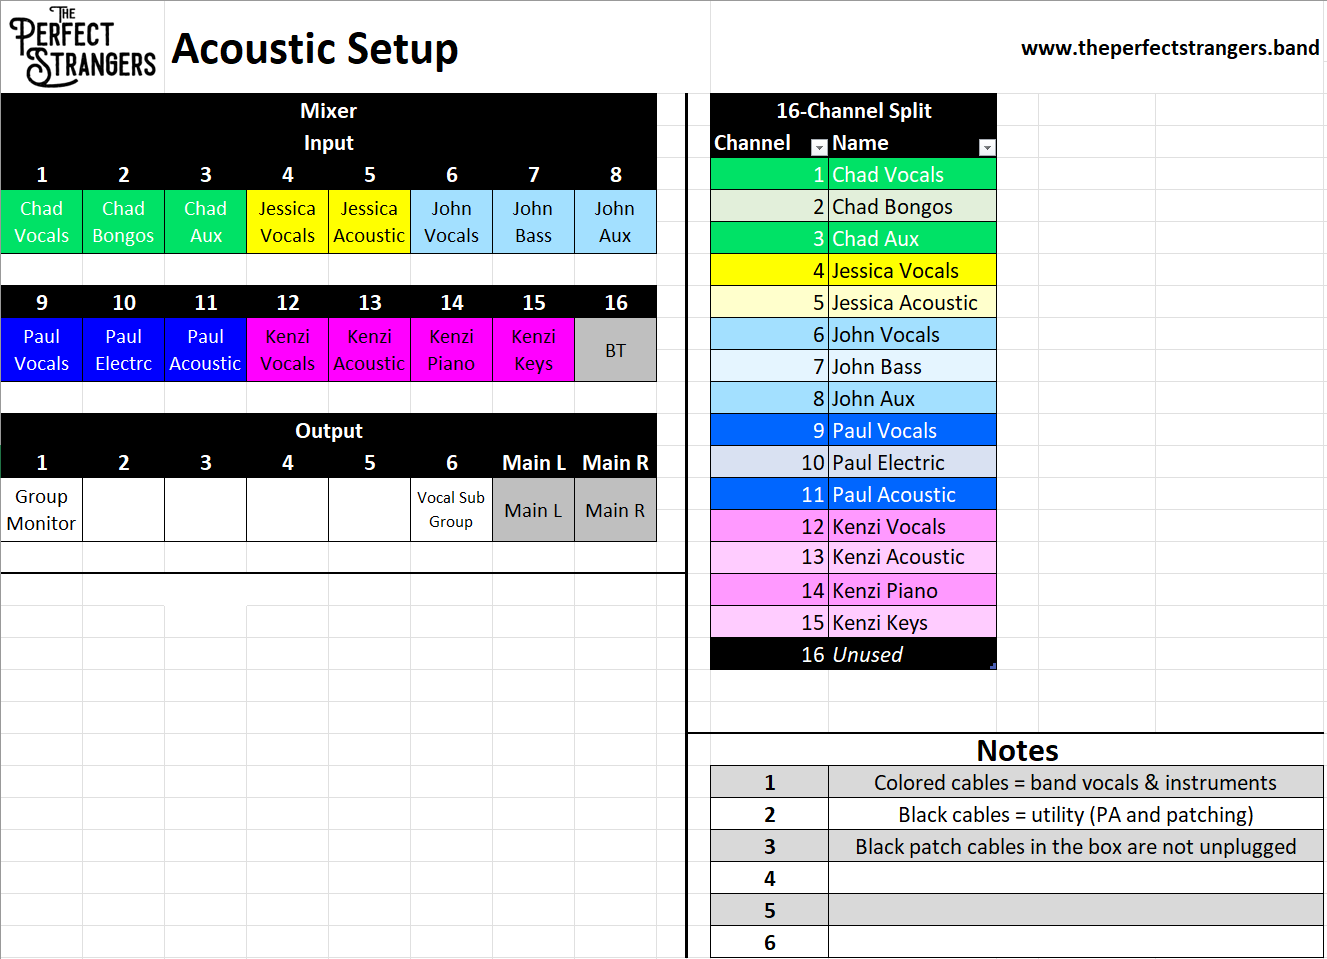 THE
PERFECT
STRANGERS
Acoustic Setup
www.theperfectstrangers.band
Mixer
Input
1 2 3 4 5 6 7 8
Chad Vocals
Chad Bongos
Chad Aux
Jessica Vocals
Jessica Acoustic
John Vocals
John Bass
John Aux
9 10 11 12 13 14 15 16
Paul Vocals
Paul Electrc
Paul Acoustic
Kenzi Vocals
Kenzi Acoustic
Kenzi Piano
Kenzi Keys
BT
Output
1 2 3 4 5 6 Main L Main R
Group Monitor
Vocal Sub Group
Main L
Main R
16-Channel Split
Channel Name
1 Chad Vocals
2 Chad Bongos
3 Chad Aux
4 Jessica Vocals
5 Jessica Acoustic
6 John Vocals
7 John Bass
8 John Aux
9 Paul Vocals
10 Paul Electric
11 Paul Acoustic
12 Kenzi Vocals
13 Kenzi Acoustic
14 Kenzi Piano
15 Kenzi Keys
16 Unused
Notes
1 Colored cables = band vocals & instruments
2 Black cables = utility (PA and patching)
3 Black patch cables in the box are not unplugged
4
5
6